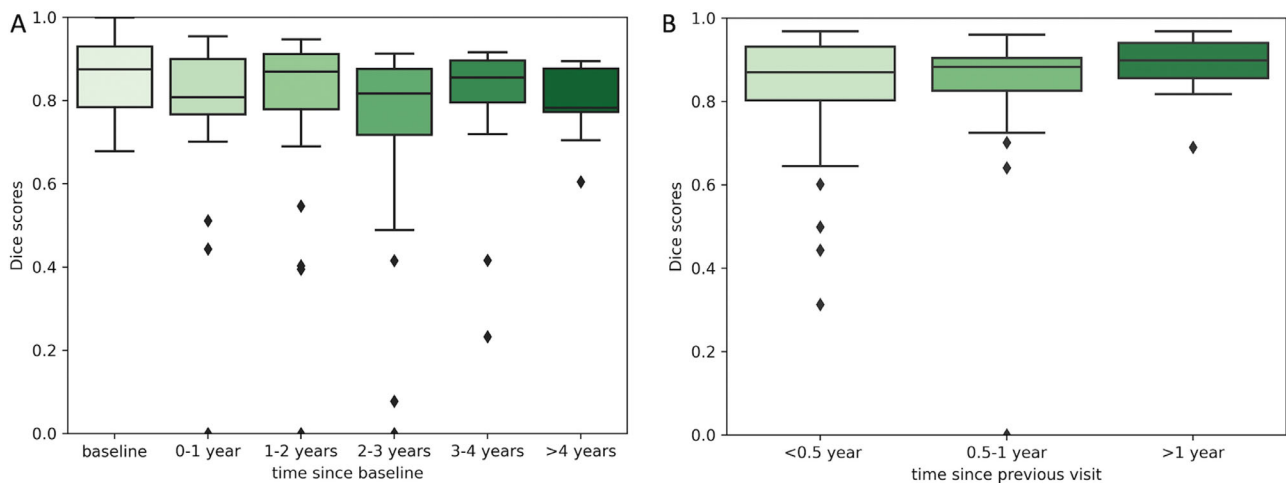 A
Dice scores
1.0
0.8
0.6
0.4
0.2
0.0
baseline 0-1 year 1-2 years 2-3 years 3-4 years >4 years
time since baseline
B
Dice scores
1.0
0.8
0.6
0.4
0.2
0.0
<0.5 year 0.5-1 year >1 year
time since previous visit